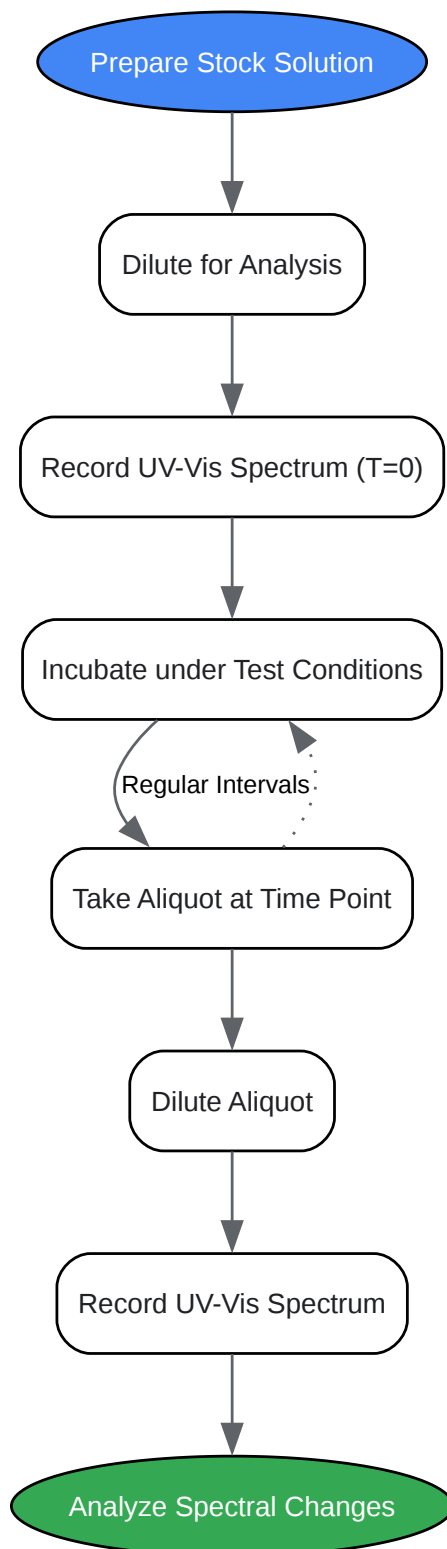 Prepare Stock Solution
Dilute for Analysis
Record UV-Vis Spectrum (T=0)
Incubate under Test Conditions
Regular Intervals
Take Aliquot at Time Point
Dilute Aliquot
Record UV-Vis Spectrum
Analyze Spectral Changes